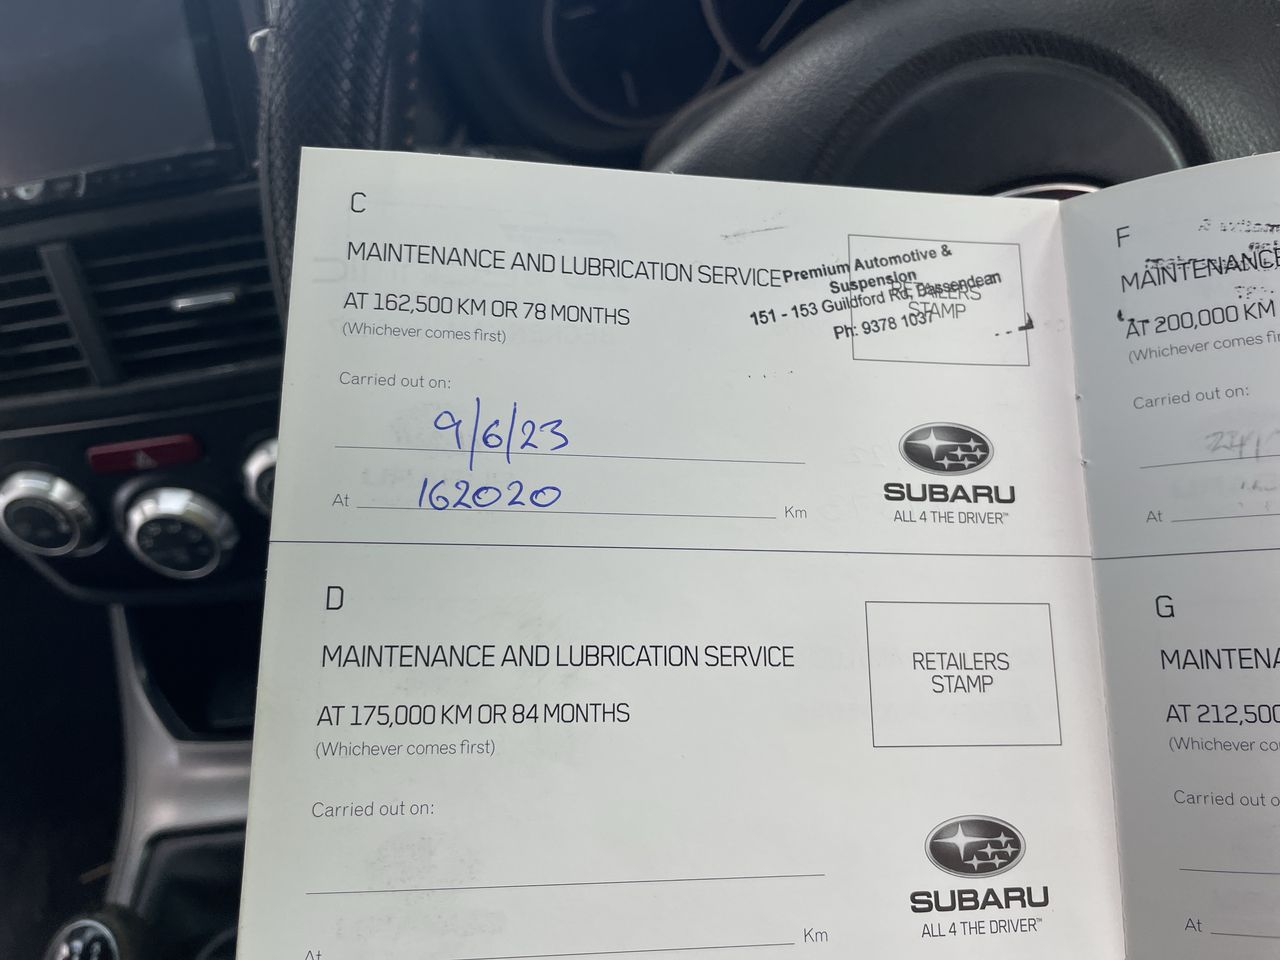 C
MAINTENANCE AND LUBRICATION SERVICE
AT 162,500 KM OR 78 MONTHS
(Whichever comes first)
Premium Automotive &
Suspension
151 - 153 Guildford Rd, Bassendean
Ph: 9378 1037
RETAILERS
STAMP
Carried out on:
9/6/23
At 162020 Km
SUBARU
ALL 4 THE DRIVER™
D
MAINTENANCE AND LUBRICATION SERVICE
AT 175,000 KM OR 84 MONTHS
(Whichever comes first)
RETAILERS
STAMP
Carried out on:
At Km
SUBARU
ALL 4 THE DRIVER™
F
MAINTENANCE
AT 200,000 KM
(Whichever comes fir
Carried out on:
At
G
MAINTENA
AT 212,500
(Whichever co
Carried out o
At